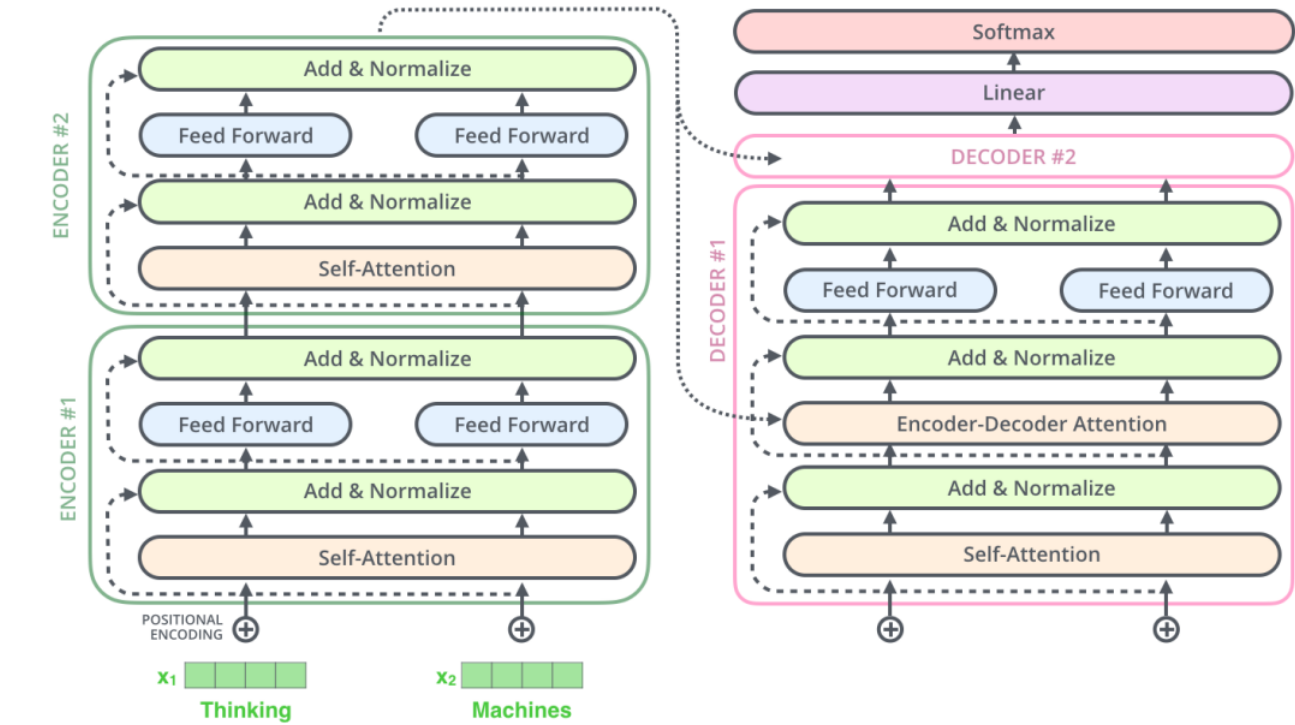 ENCODER #2
Add & Normalize
Feed Forward
Feed Forward
Add & Normalize
Self-Attention
ENCODER #1
Add & Normalize
Feed Forward
Feed Forward
Add & Normalize
Self-Attention
POSITIONAL
ENCODING
x₁
x₂
Thinking
Machines
Softmax
Linear
DECODER #2
DECODER #1
Add & Normalize
Feed Forward
Feed Forward
Add & Normalize
Encoder-Decoder Attention
Add & Normalize
Self-Attention